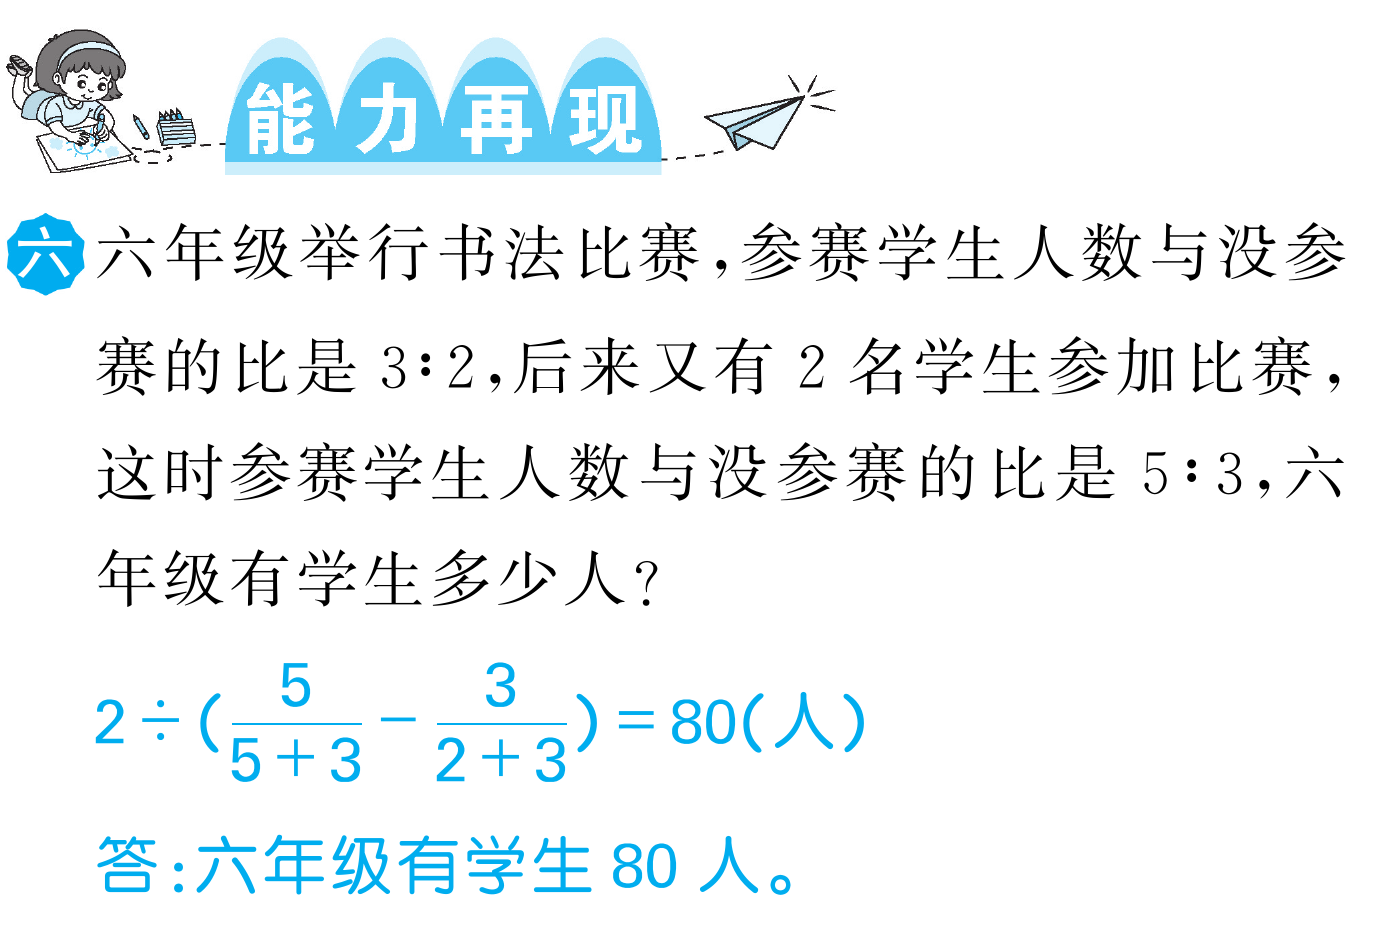 能力再现
六 六年级举行书法比赛,参赛学生人数与没参
赛的比是 3∶2,后来又有 2 名学生参加比赛,
这时参赛学生人数与没参赛的比是 5∶3,六
年级有学生多少人?
2÷(5/(5+3)-3/(2+3))=80(人)
答:六年级有学生 80 人。